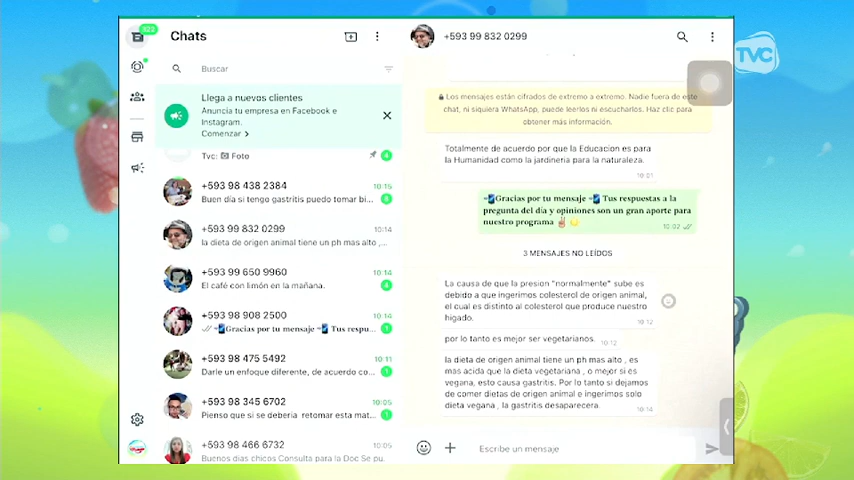 322
Chats
Buscar
Llega a nuevos clientes
Anuncia tu empresa en Facebook e
Instagram.
Comenzar
Tvc: Foto
4
+593 98 438 2384
10:15
Buen día si tengo gastritis puedo tomar bi...
+593 99 832 0299
10:14
la dieta de origen animal tiene un ph mas alto ,...
+593 99 650 9960
10:14
El café con limón en la mañana.
4
+593 98 908 2500
10:14
Gracias por tu mensaje Tus respu...
1
+593 98 475 5492
10:11
Darle un enfoque diferente, de acuerdo co...
1
+593 98 345 6702
10:05
Pienso que si se deberia retomar esta mat...
1
+593 98 466 6732
10:05
Buenos dias chicos Consulta para la Doc Se pu.
+593 99 832 0299
TVC
Los mensajes están cifrados de extremo a extremo. Nadie fuera de este
chat, ni siquiera WhatsApp, puede leerlos ni escucharlos. Haz clic para
obtener más información.
Totalmente de acuerdo por que la Educacion es para
la Humanidad como la jardineria para la naturaleza.
10:01
Gracias por tu mensaje Tus respuestas a la
pregunta del día y opiniones son un gran aporte para
nuestro programa
10:02
3 MENSAJES NO LEÍDOS
La causa de que la presion "normalmente" sube es
debido a que ingerimos colesterol de origen animal,
el cual es distinto al colesterol que produce nuestro
higado.
10:12
por lo tanto es mejor ser vegetarianos.
10:12
la dieta de origen animal tiene un ph mas alto , es
mas acida que la dieta vegetariana , o mejor si es
vegana, esto causa gastritis. Por lo tanto si dejamos
de comer dietas de origen animal e ingerimos solo
dieta vegana , la gastritis desaparecera.
10:14
Escribe un mensaje